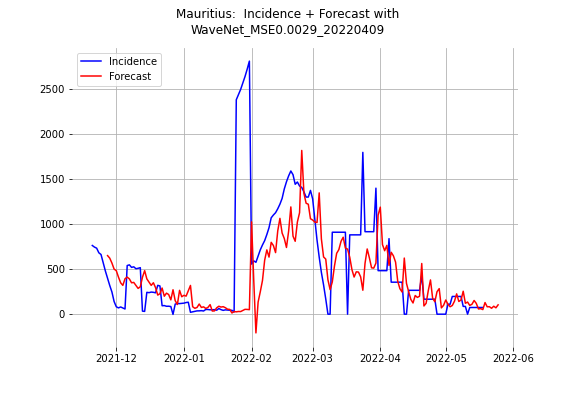 Mauritius:  Incidence + Forecast with
WaveNet_MSE0.0029_20220409
Incidence
Forecast
2500
2000
1500
1000
500
0
2021-12 2022-01 2022-02 2022-03 2022-04 2022-05 2022-06